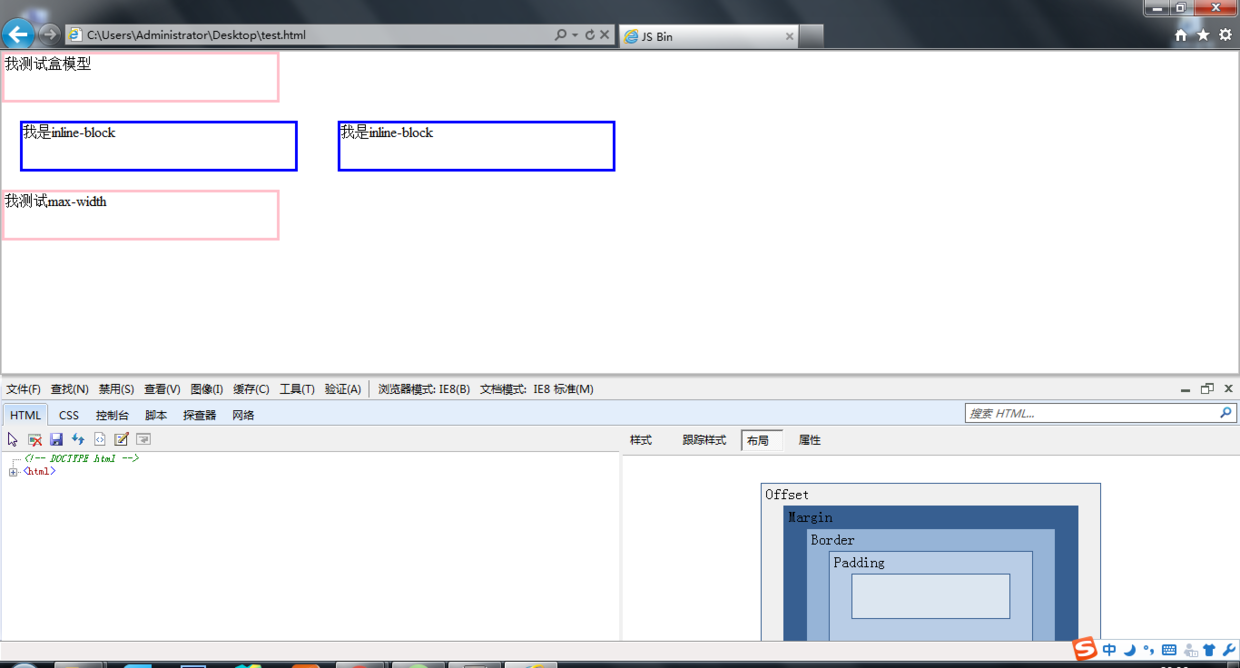 C:\Users\Administrator\Desktop\test.html
JS Bin
我测试盒模型
我是inline-block
我是inline-block
我测试max-width
文件(F) 查找(N) 禁用(S) 查看(V) 图像(I) 缓存(C) 工具(T) 验证(A) 浏览器模式: IE8(B) 文档模式: IE8 标准(M)
HTML CSS 控制台 脚本 探查器 网络
搜索 HTML...
样式 跟踪样式 布局 属性
<!-- DOCTYPE html -->
<html>
Offset
Margin
Border
Padding
中